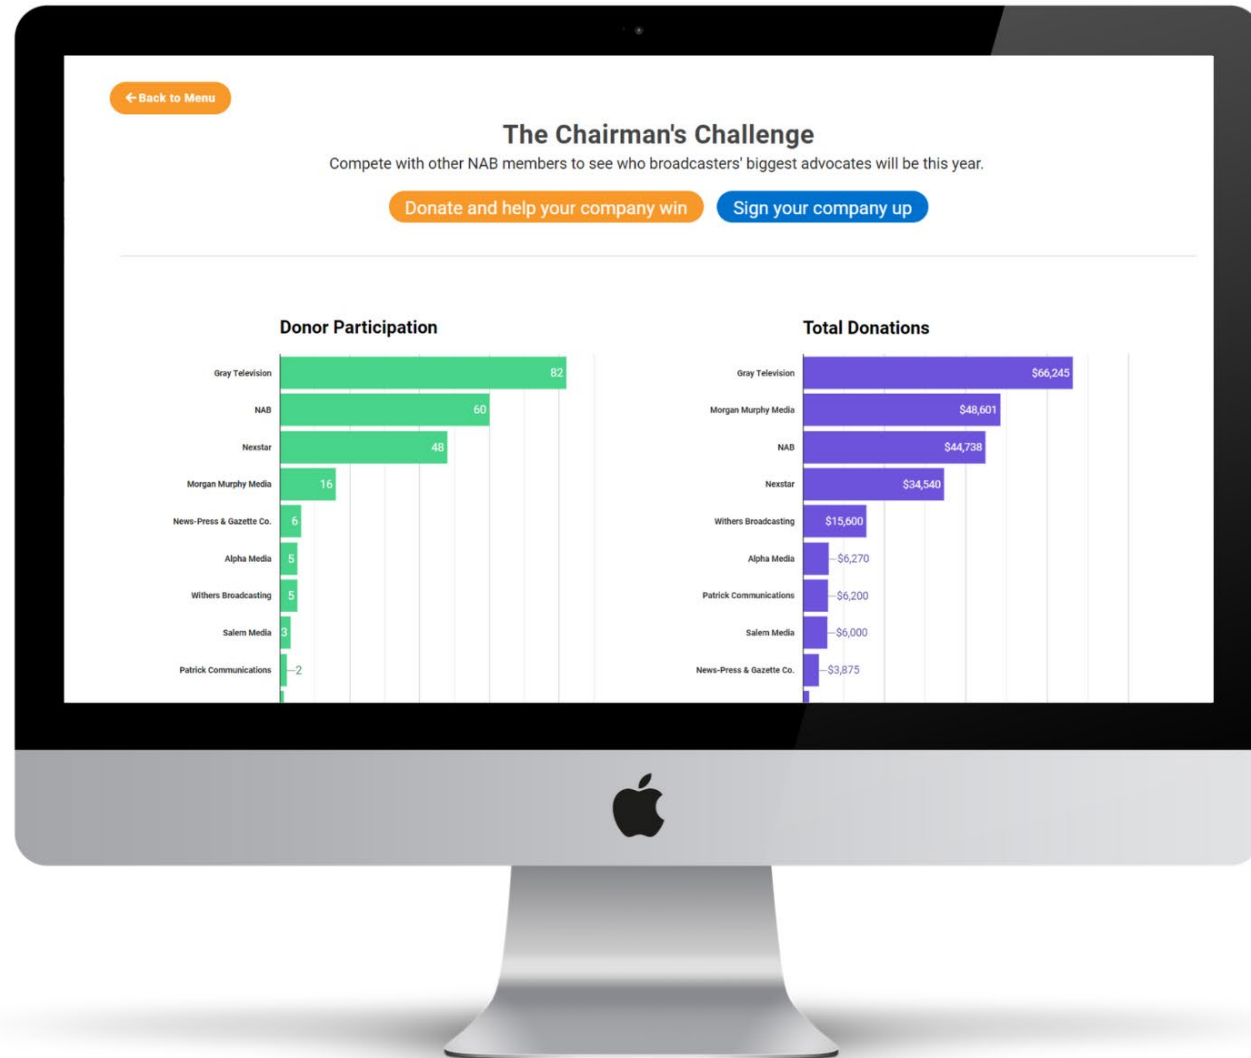 ←Back to Menu
The Chairman's Challenge
Compete with other NAB members to see who broadcasters' biggest advocates will be this year.
Donate and help your company win
Sign your company up
Donor Participation
Gray Television 82
NAB 60
Nexstar 48
Morgan Murphy Media 16
News-Press & Gazette Co. 6
Alpha Media 5
Withers Broadcasting 5
Salem Media 3
Patrick Communications 2
Total Donations
Gray Television $66,245
Morgan Murphy Media $48,601
NAB $44,738
Nexstar $34,540
Withers Broadcasting $15,600
Alpha Media $6,270
Patrick Communications $6,200
Salem Media $6,000
News-Press & Gazette Co. $3,875